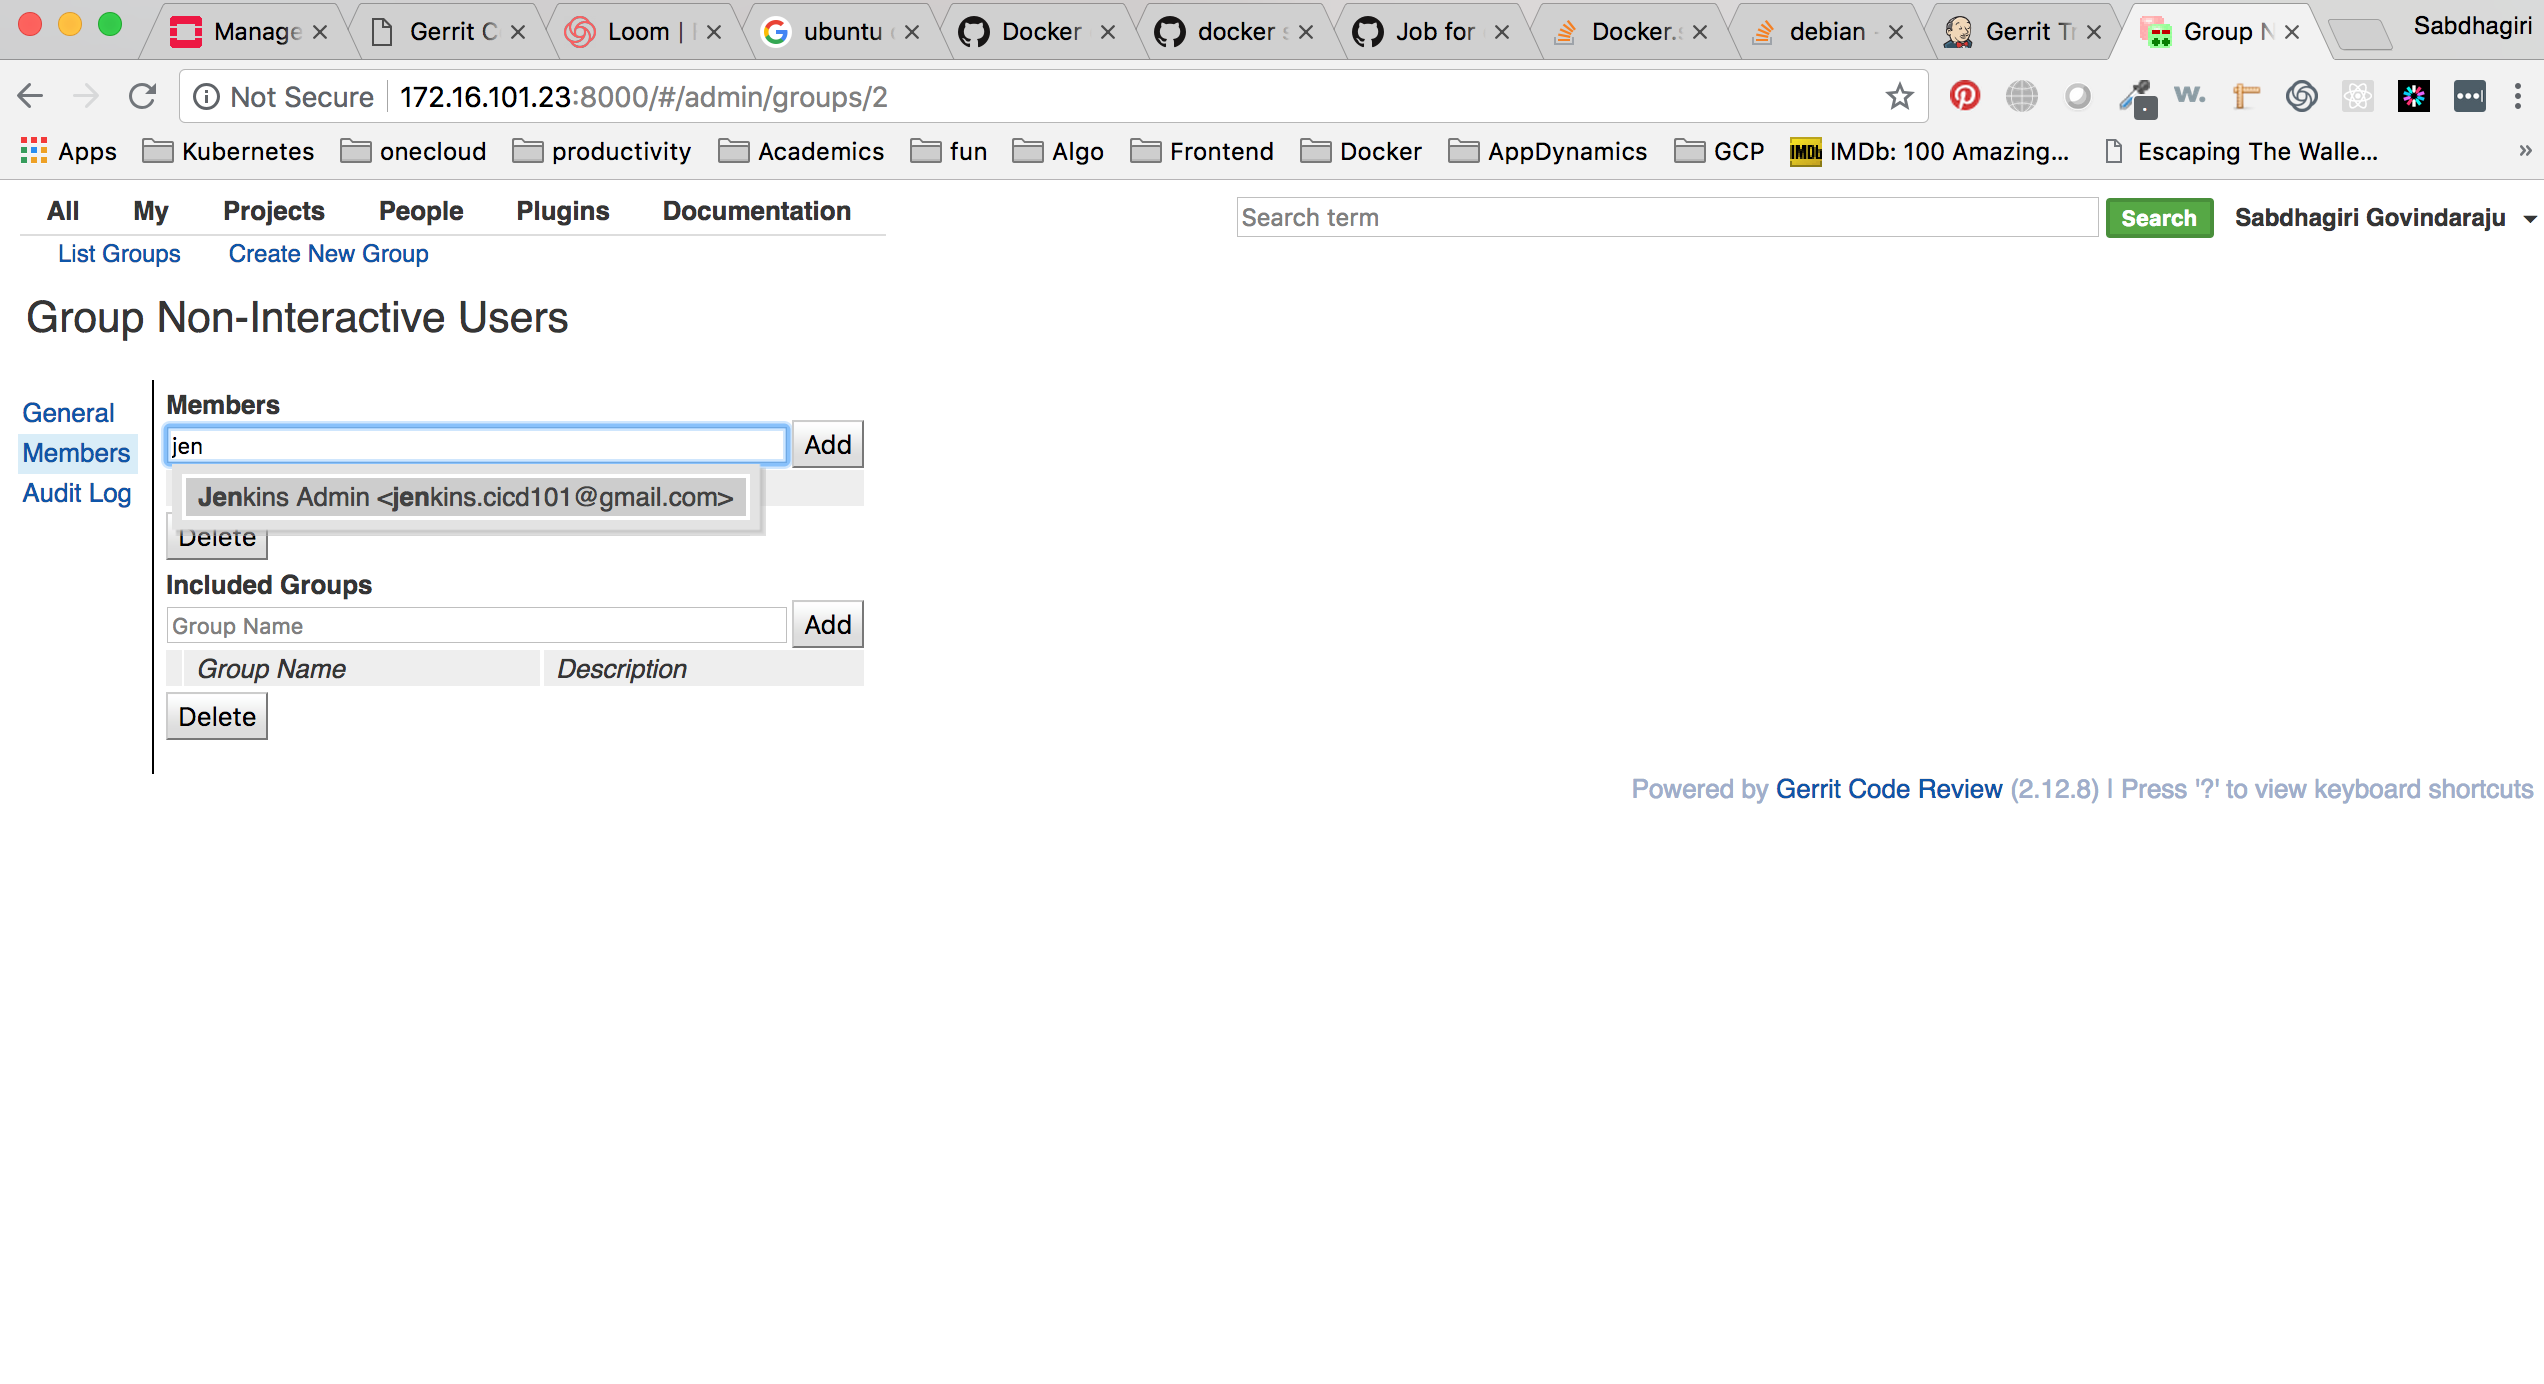 Manage
Gerrit C
Loom |
ubuntu
Docker
docker s
Job for
Docker.s
debian -
Gerrit Tr
Group N
Sabdhagiri
Not Secure
172.16.101.23:8000/#/admin/groups/2
Apps
Kubernetes
onecloud
productivity
Academics
fun
Algo
Frontend
Docker
AppDynamics
GCP
IMDb
IMDb: 100 Amazing...
Escaping The Walle...
»
All My Projects People Plugins Documentation
Search term
Search
Sabdhagiri Govindaraju
List Groups Create New Group
Group Non-Interactive Users
General
Members
Audit Log
Members
jen
Add
Jenkins Admin <jenkins.cicd101@gmail.com>
Delete
Included Groups
Group Name
Add
Group Name Description
Delete
Powered by Gerrit Code Review (2.12.8) | Press '?' to view keyboard shortcuts